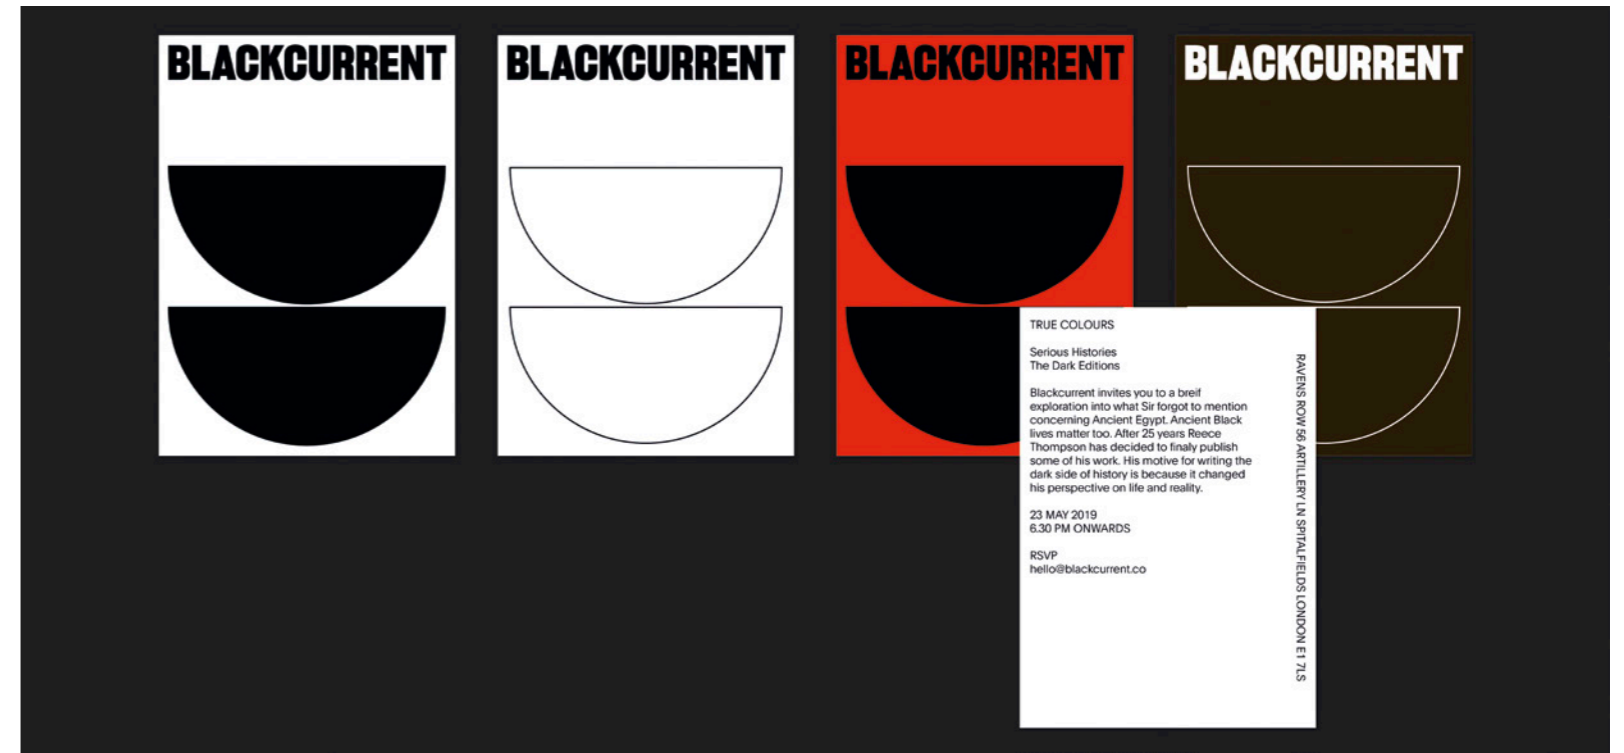 BLACKCURRENT
BLACKCURRENT
BLACKCURRENT
BLACKCURRENT
TRUE COLOURS
Serious Histories
The Dark Editions
Blackcurrent invites you to a breif
exploration into what Sir forgot to mention
concerning Ancient Egypt. Ancient Black
lives matter too. After 25 years Reece
Thompson has decided to finaly publish
some of his work. His motive for writing the
dark side of history is because it changed
his perspective on life and reality.
23 MAY 2019
6.30 PM ONWARDS
RSVP
hello@blackcurrent.co
RAVENS ROW 56 ARTILLERY LN SPITALFIELDS LONDON E1 7LS